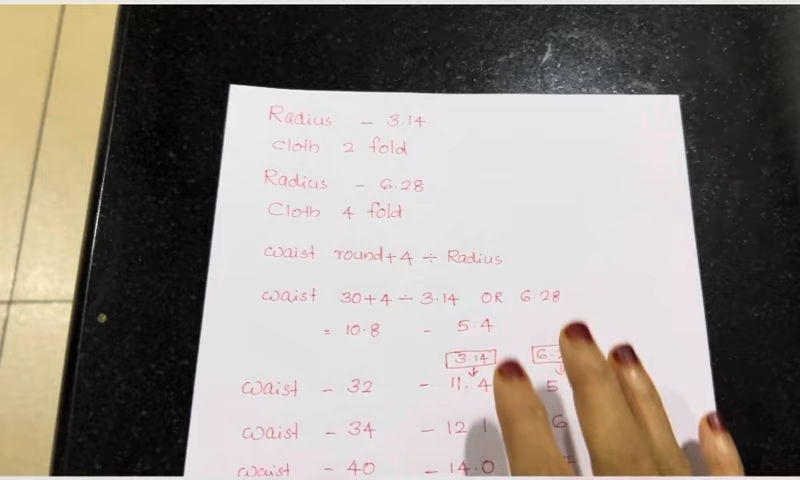 Radius - 3.14
cloth 2 fold
Radius - 6.28
Cloth 4 fold
waist round + 4 ÷ Radius
waist 30+4 ÷ 3.14 OR 6.28
= 10.8 - 5.4
3.14
waist - 32 - 11.4 5
waist - 34 - 12.1 6
waist - 40 - 14.0